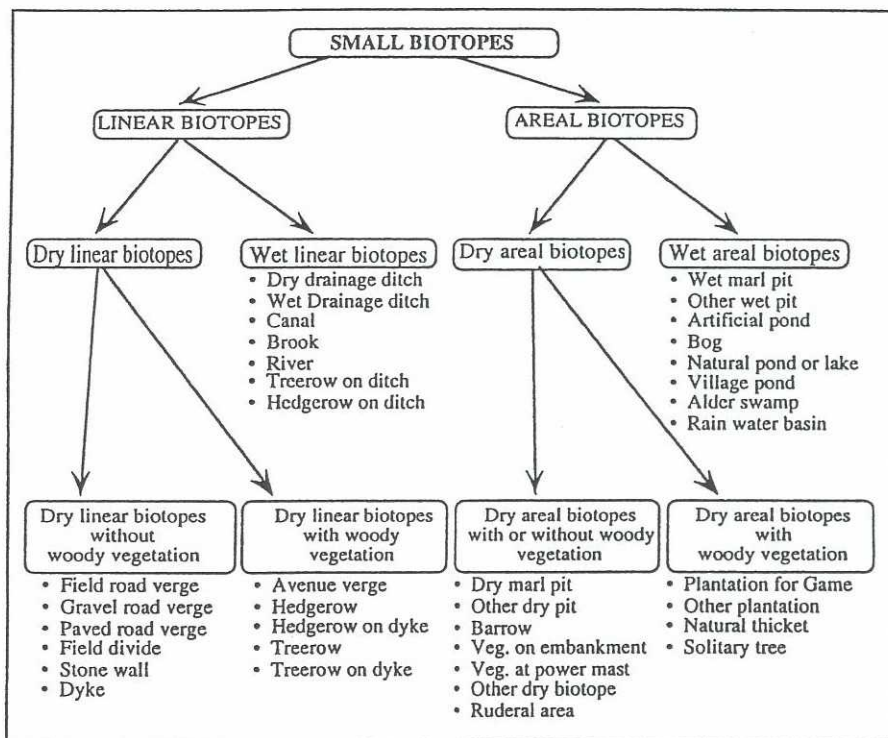 SMALL BIOTOPES
LINEAR BIOTOPES
AREAL BIOTOPES
Dry linear biotopes
Wet linear biotopes
• Dry drainage ditch
• Wet Drainage ditch
• Canal
• Brook
• River
• Treerow on ditch
• Hedgerow on ditch
Dry areal biotopes
Wet areal biotopes
• Wet marl pit
• Other wet pit
• Artificial pond
• Bog
• Natural pond or lake
• Village pond
• Alder swamp
• Rain water basin
Dry linear biotopes
without
woody vegetation
• Field road verge
• Gravel road verge
• Paved road verge
• Field divide
• Stone wall
• Dyke
Dry linear biotopes
with woody
vegetation
• Avenue verge
• Hedgerow
• Hedgerow on dyke
• Treerow
• Treerow on dyke
Dry areal biotopes
with or without woody
vegetation
• Dry marl pit
• Other dry pit
• Barrow
• Veg. on embankment
• Veg. at power mast
• Other dry biotope
• Ruderal area
Dry areal biotopes
with
woody vegetation
• Plantation for Game
• Other plantation
• Natural thicket
• Solitary tree